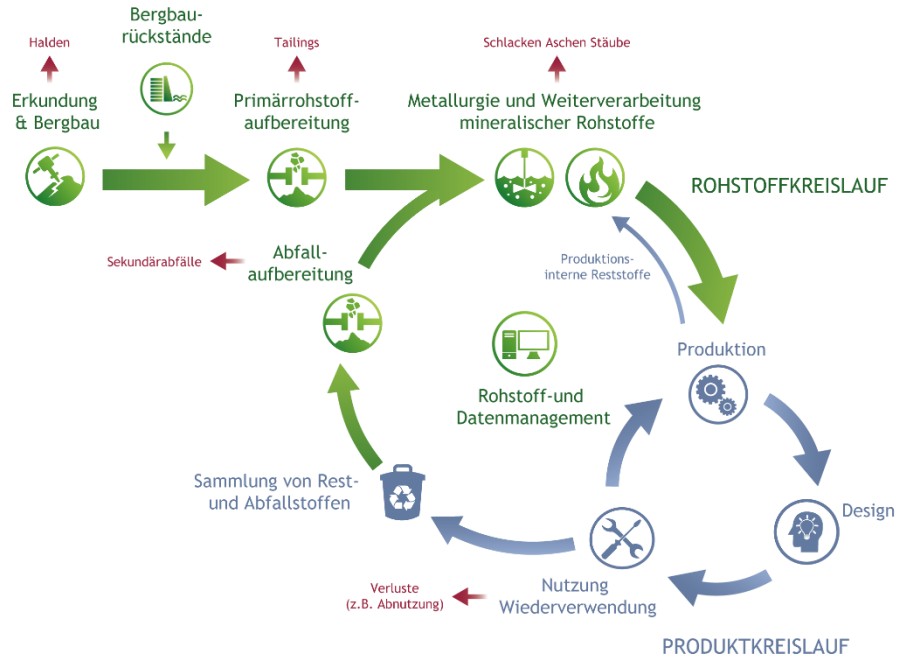 Bergbau-
rückstände
Halden
Tailings
Schlacken Aschen Stäube
Erkundung
& Bergbau
Primärrohstoff-
aufbereitung
Metallurgie und Weiterverarbeitung
mineralischer Rohstoffe
ROHSTOFFKREISLAUF
Sekundärabfälle
Abfall-
aufbereitung
Produktions-
interne Reststoffe
Produktion
Rohstoff-und
Datenmanagement
Sammlung von Rest-
und Abfallstoffen
Design
Nutzung
Wiederverwendung
Verluste
(z.B. Abnutzung)
PRODUKTKREISLAUF